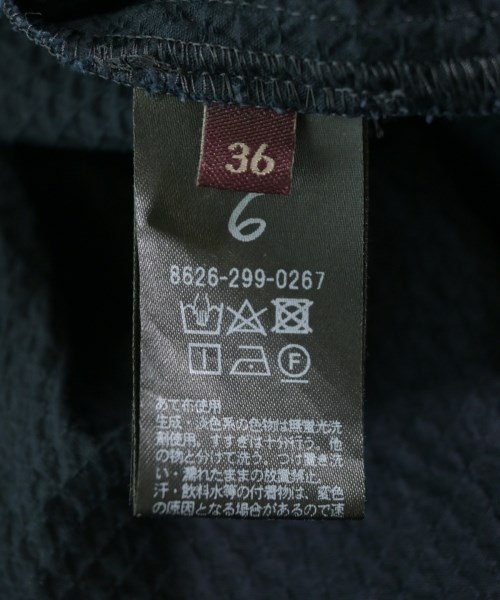 36
6
8626-299-0267
F
あて布使用
生成・淡色系の色物は無蛍光洗
剤使用。すすぎは十分行う。他
の物とわけて洗う。つけ置き洗
い・濡れたままの放置禁止。
汗・飲料水等の付着物は、変色
の原因となる場合があるので速